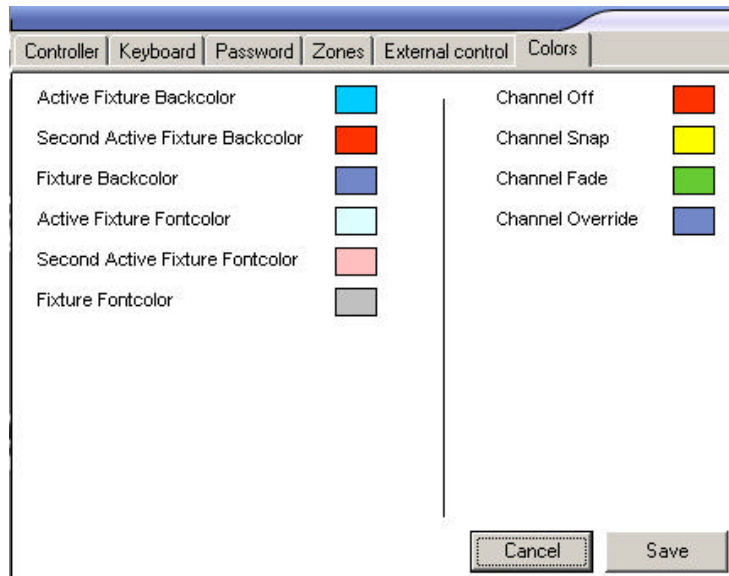 Controller Keyboard Password Zones External control Colors
Active Fixture Backcolor
Second Active Fixture Backcolor
Fixture Backcolor
Active Fixture Fontcolor
Second Active Fixture Fontcolor
Fixture Fontcolor
Channel Off
Channel Snap
Channel Fade
Channel Override
Cancel Save